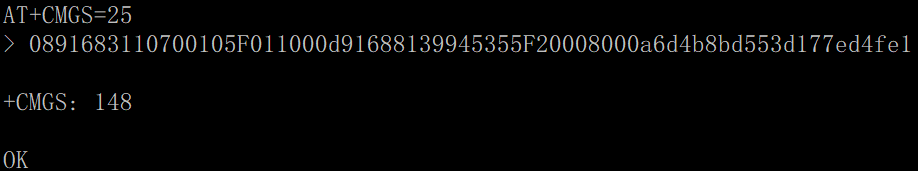 AT+CMGS=25
> 0891683110700105F011000d91688139945355F20008000a6d4b8bd553d177ed4fe1
+CMGS: 148
OK